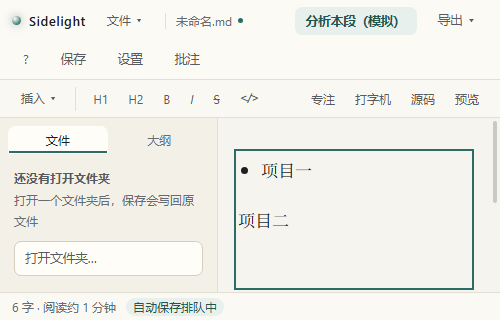 Sidelight 文件 未命名.md 分析本段（模拟） 导出
? 保存 设置 批注
插入 H1 H2 B I S </> 专注 打字机 源码 预览
文件 大纲
还没有打开文件夹
打开一个文件夹后，保存会写回原
文件
打开文件夹...
• 项目一
项目二
6 字 · 阅读约 1 分钟 自动保存排队中